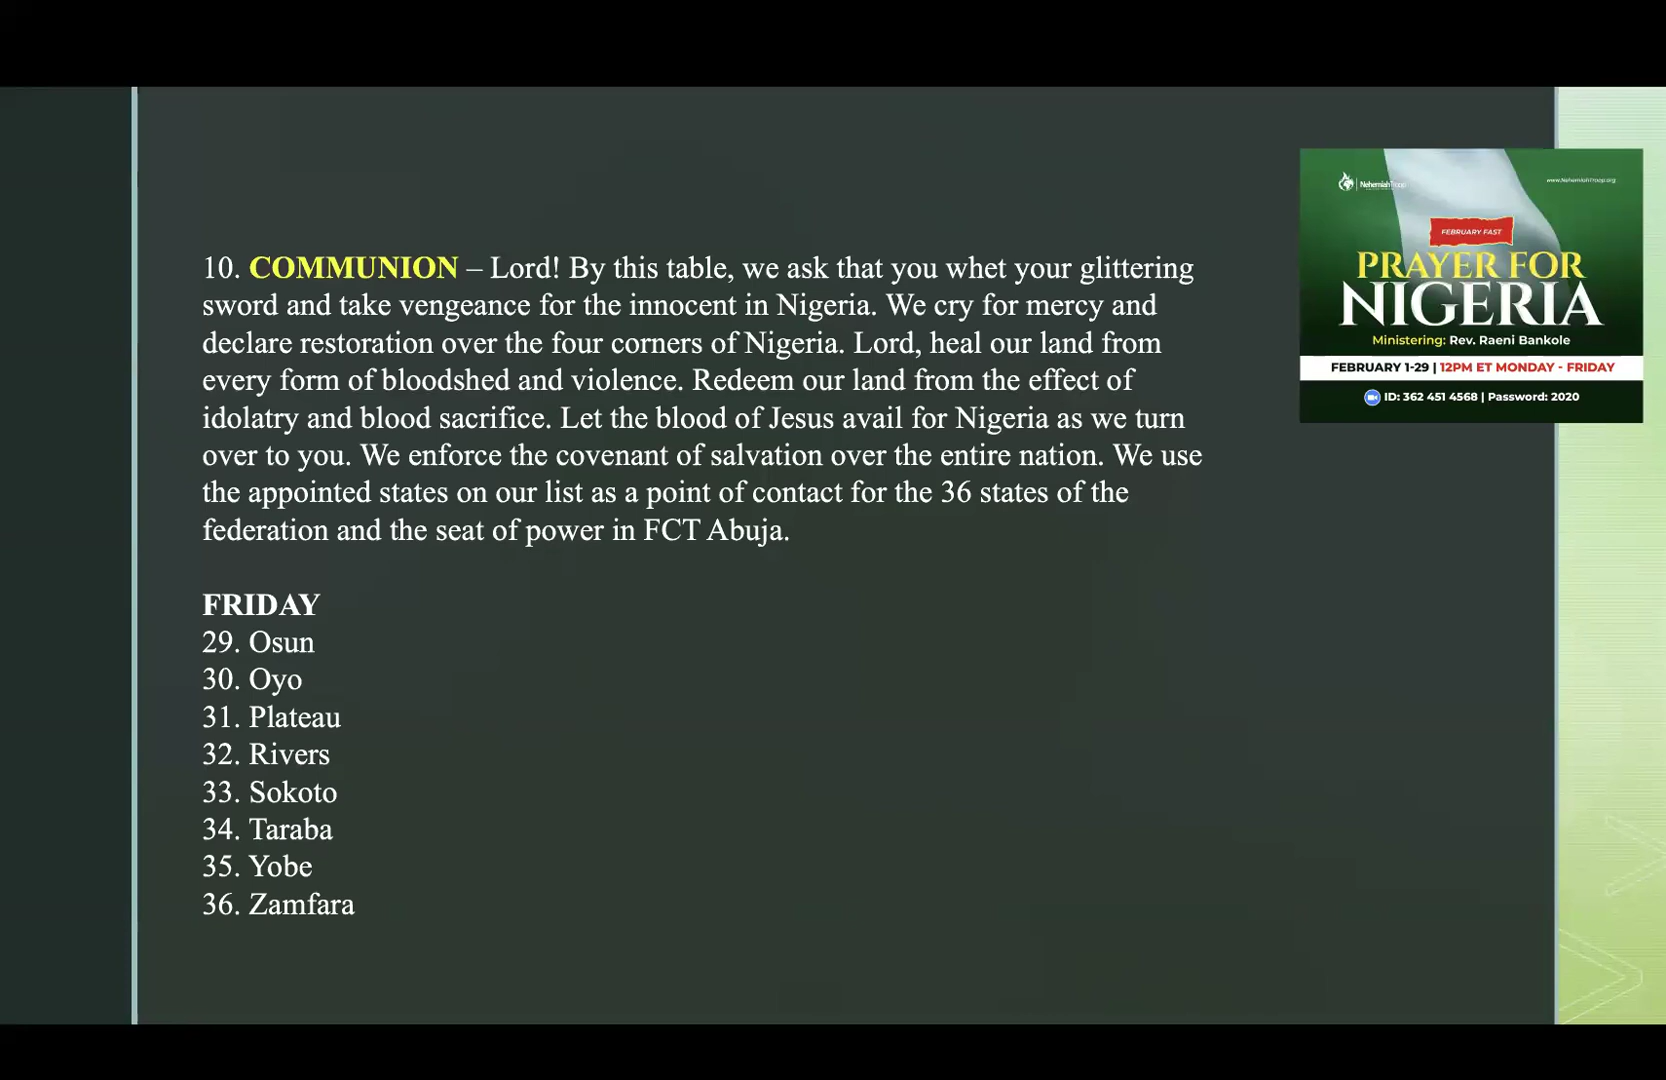 10. COMMUNION – Lord! By this table, we ask that you whet your glittering
sword and take vengeance for the innocent in Nigeria. We cry for mercy and
declare restoration over the four corners of Nigeria. Lord, heal our land from
every form of bloodshed and violence. Redeem our land from the effect of
idolatry and blood sacrifice. Let the blood of Jesus avail for Nigeria as we turn
over to you. We enforce the covenant of salvation over the entire nation. We use
the appointed states on our list as a point of contact for the 36 states of the
federation and the seat of power in FCT Abuja.
FRIDAY
29. Osun
30. Oyo
31. Plateau
32. Rivers
33. Sokoto
34. Taraba
35. Yobe
36. Zamfara
NehemiahTroop
www.NehemiahTroop.org
FEBRUARY FAST
PRAYER FOR
NIGERIA
Ministering: Rev. Raeni Bankole
FEBRUARY 1-29 | 12PM ET MONDAY - FRIDAY
ID: 362 451 4568 | Password: 2020